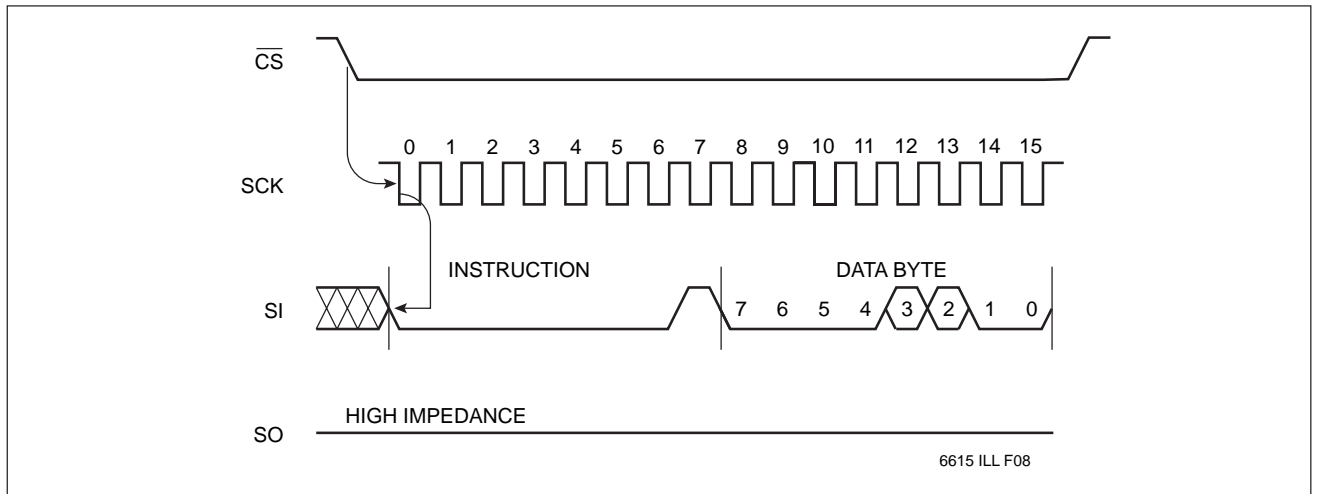 CS
0 1 2 3 4 5 6 7 8 9 10 11 12 13 14 15
SCK
INSTRUCTION DATA BYTE
SI 7 6 5 4 3 2 1 0
HIGH IMPEDANCE
SO
6615 ILL F08